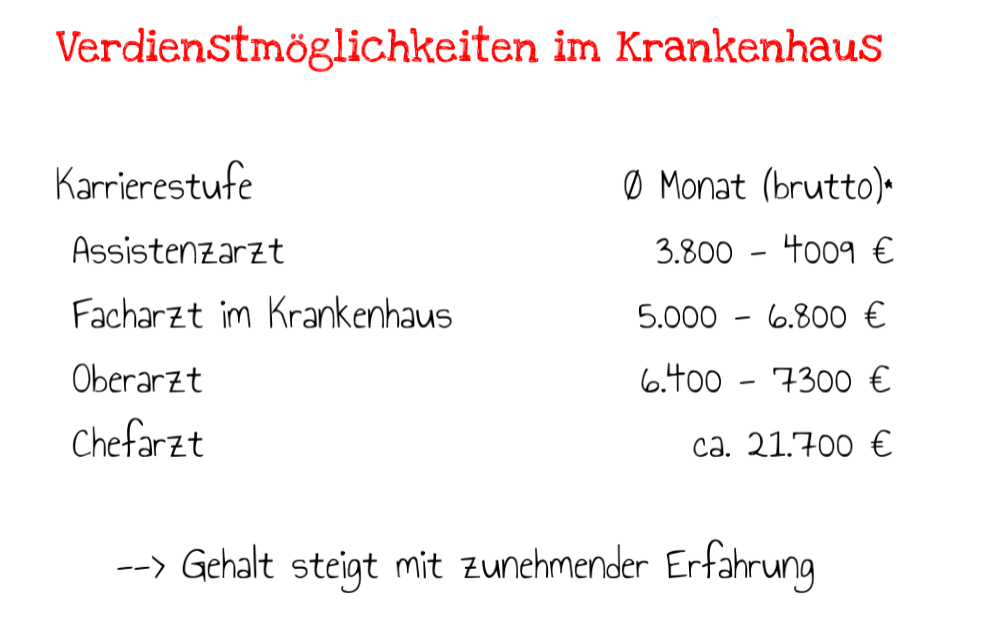 Verdienstmöglichkeiten im Krankenhaus
Karrierestufe Ø Monat (brutto)*
Assistenzarzt 3.800 - 4009 €
Facharzt im Krankenhaus 5.000 - 6.800 €
Oberarzt 6.400 - 7300 €
Chefarzt ca. 21.700 €
--> Gehalt steigt mit zunehmender Erfahrung